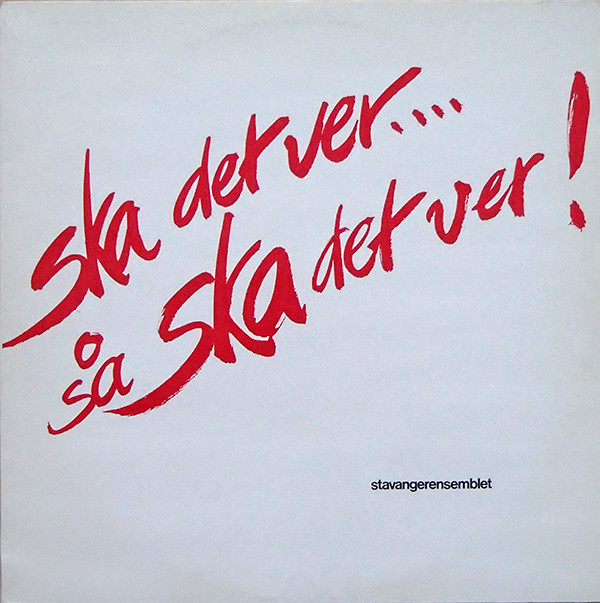 ska det ver....
så ska det ver!
stavangerensemblet